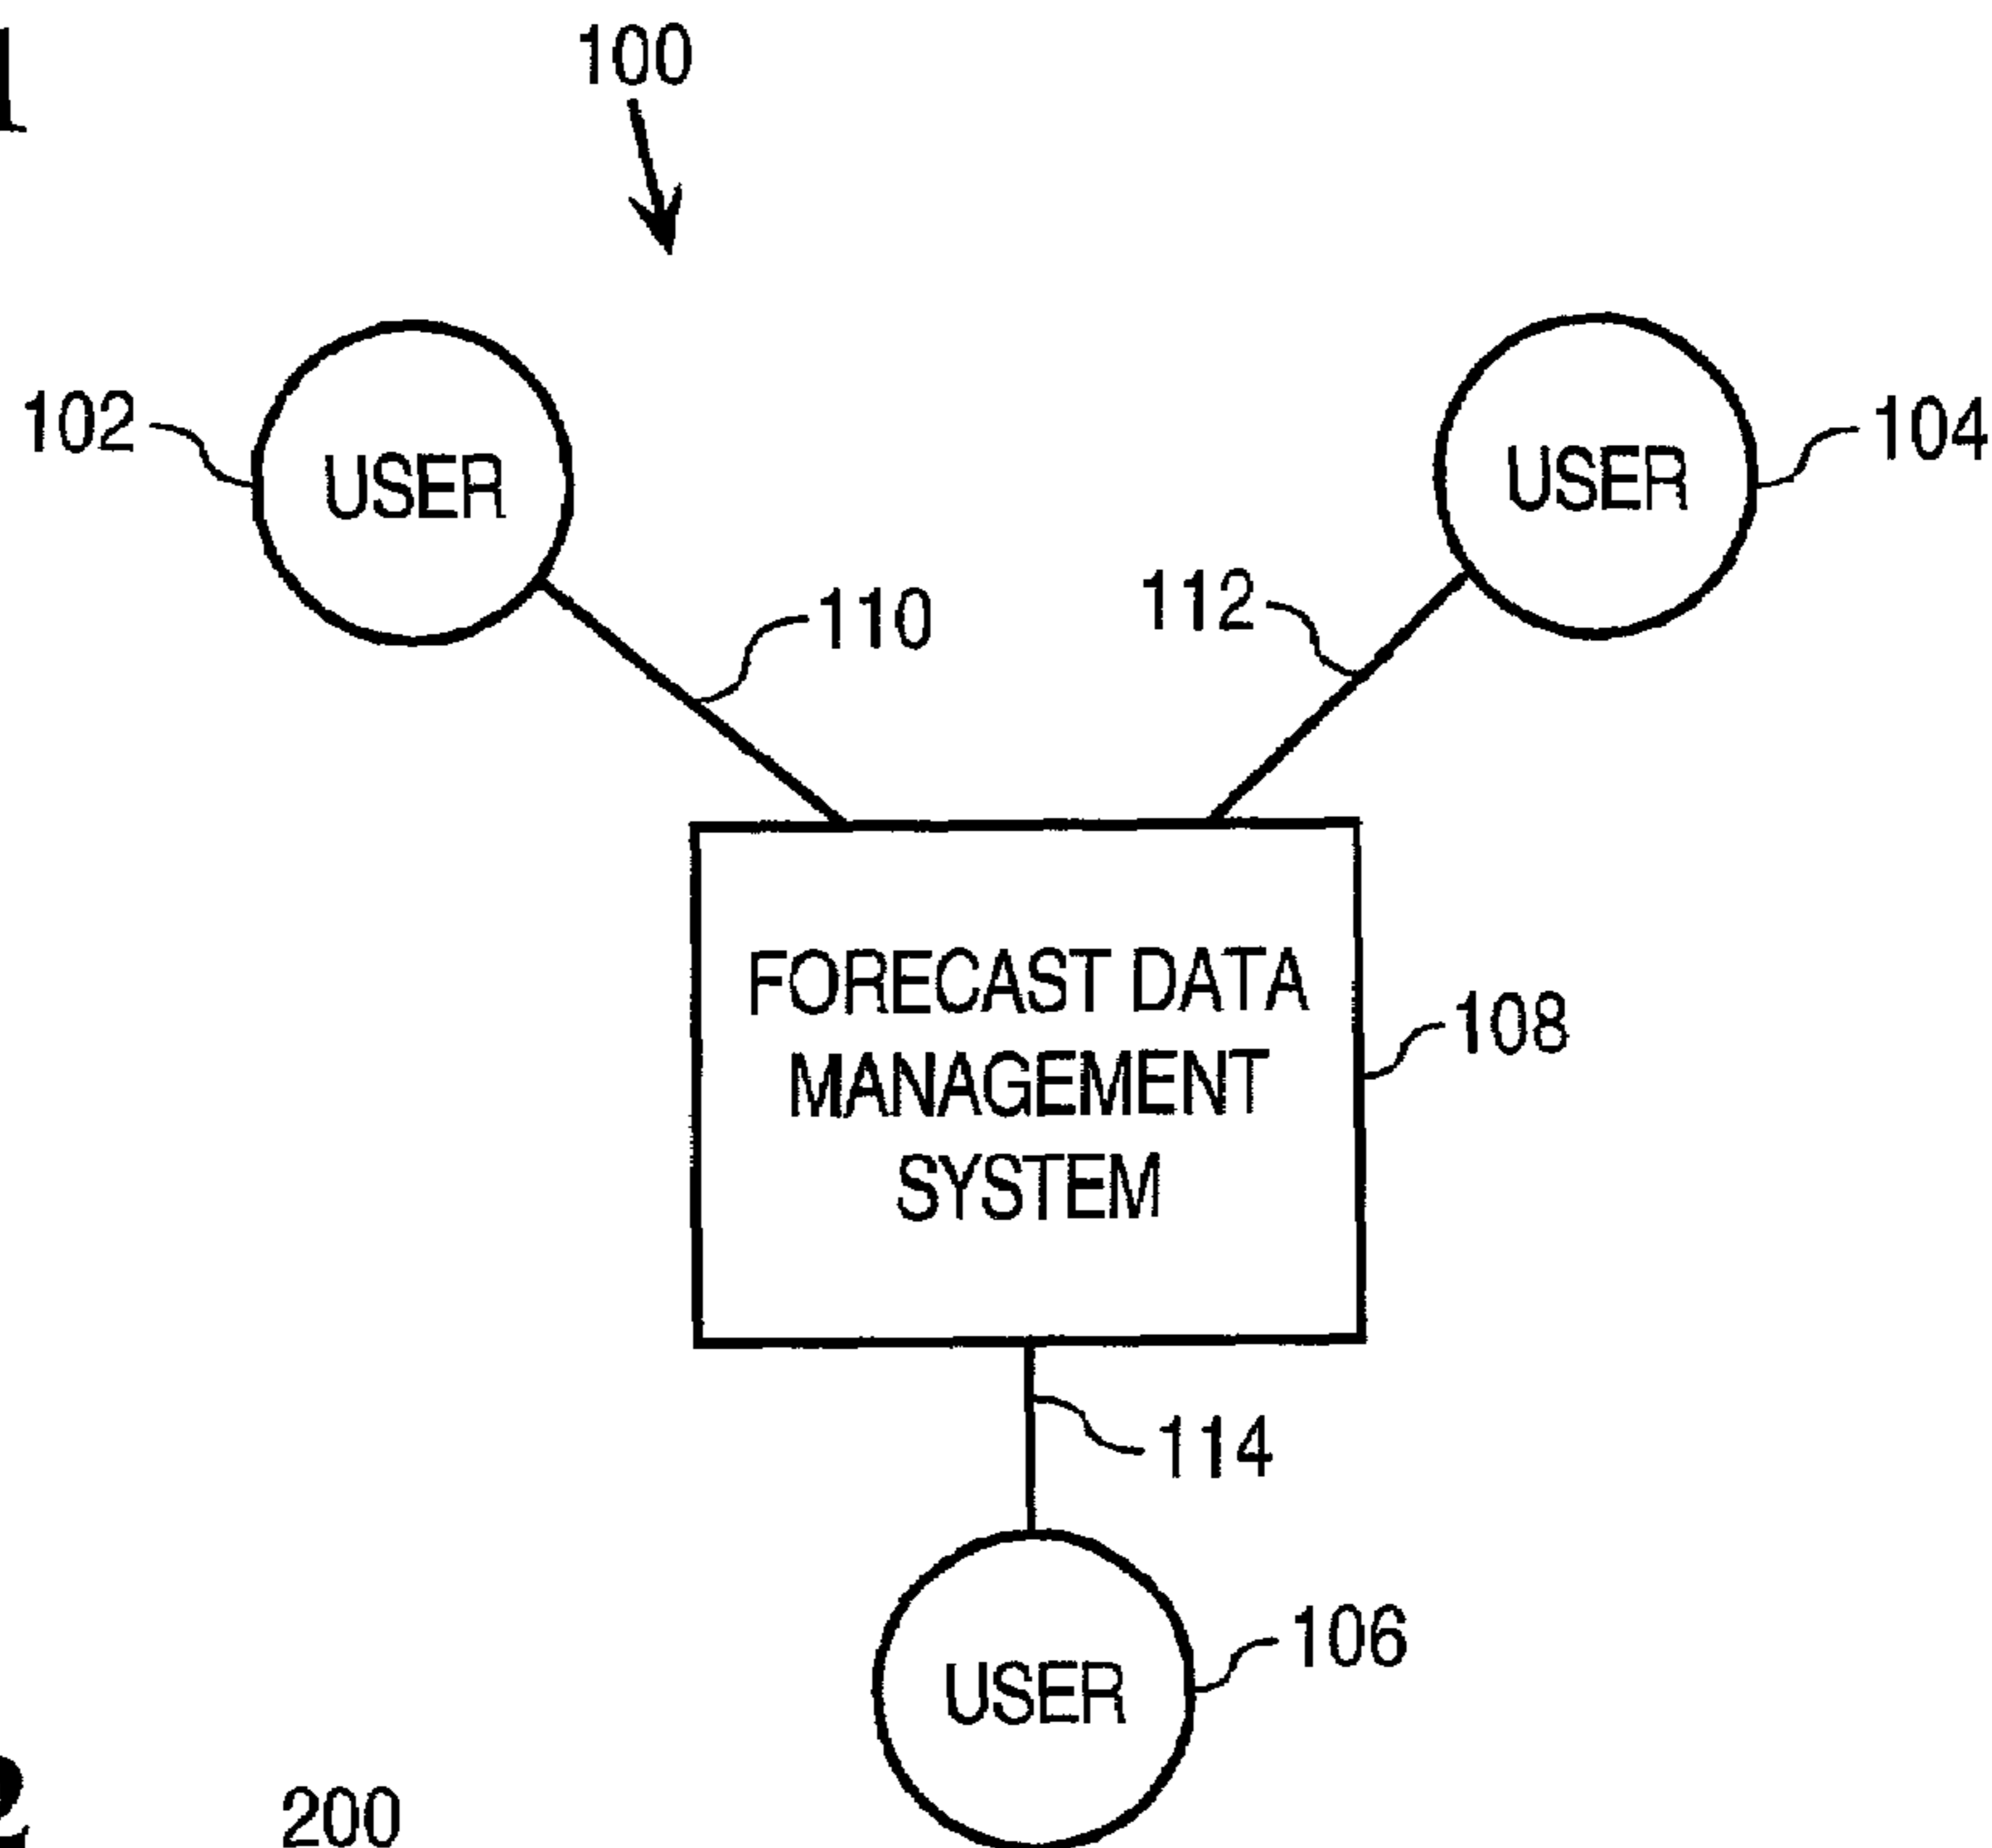 1
100
102
USER
USER
104
110
112
FORECAST DATA
MANAGEMENT
SYSTEM
108
114
USER
106
2
200